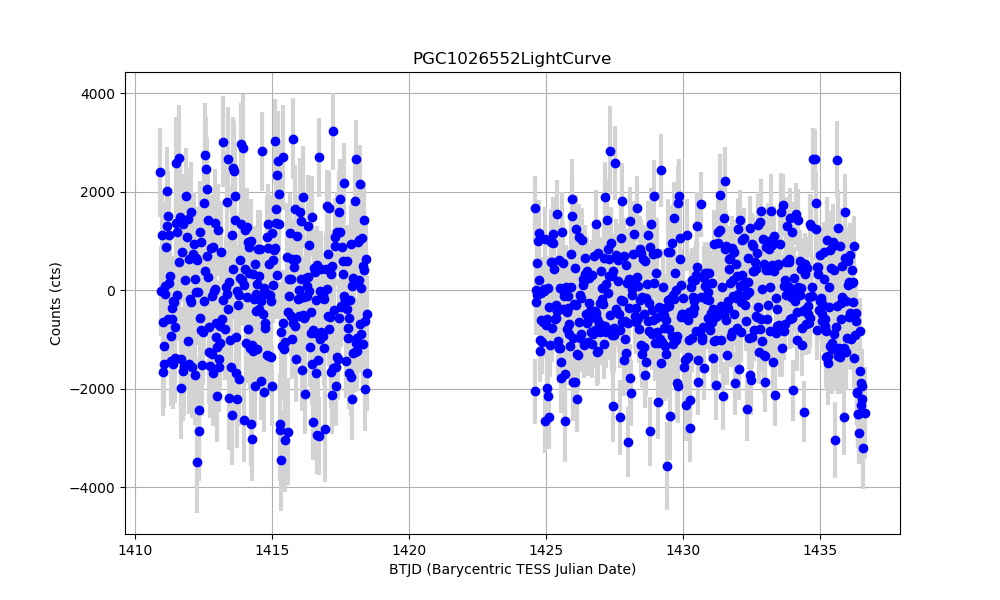 PGC1026552LightCurve
Counts (cts)
4000
2000
0
−2000
−4000
1410 1415 1420 1425 1430 1435
BTJD (Barycentric TESS Julian Date)